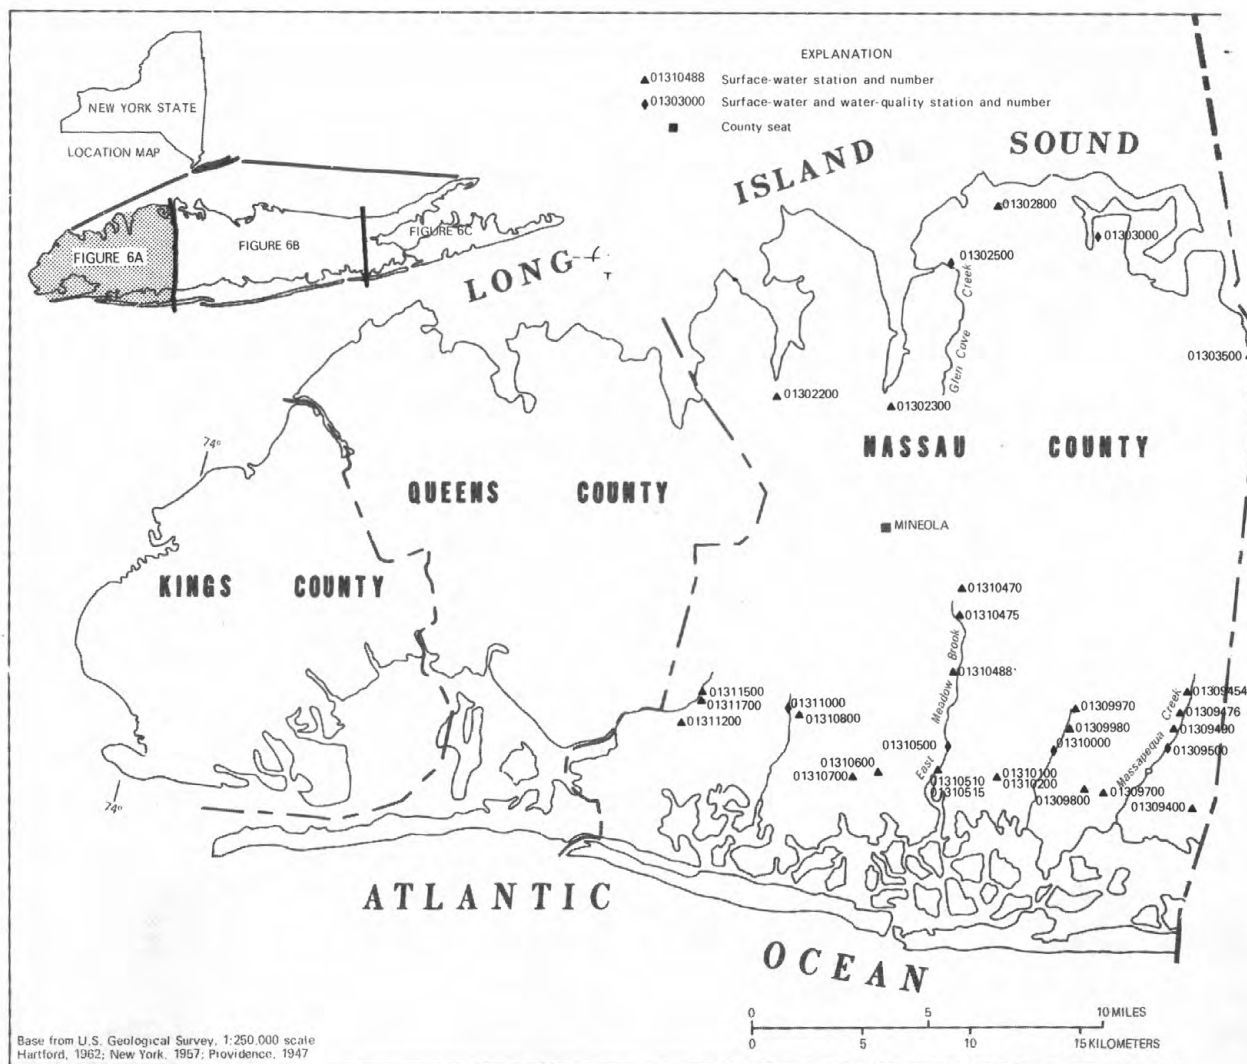 EXPLANATION
01310488 Surface-water station and number
01303000 Surface-water and water-quality station and number
County seat
NEW YORK STATE
LOCATION MAP
FIGURE 6A
FIGURE 6B
FIGURE 6C
LONG
ISLAND
SOUND
01302800
01303000
01302500
Glen Cove Creek
01303500
01302200
01302300
74°
NASSAU COUNTY
QUEENS COUNTY
MINEOLA
KINGS COUNTY
01310470
01310475
East Meadow Brook
01310488
01311500
01311700
01311200
01311000
01310800
01309970
01309980
01310000
01309454
01309476
01309490
01309500
Massapequa Creek
01310500
01310600
01310700
01310510
01310515
01310100
01310200
01309800
01309700
01309400
74°
ATLANTIC
OCEAN
0 5 10 MILES
0 5 10 15 KILOMETERS
Base from U.S. Geological Survey, 1:250,000 scale
Hartford, 1962; New York, 1957; Providence, 1947